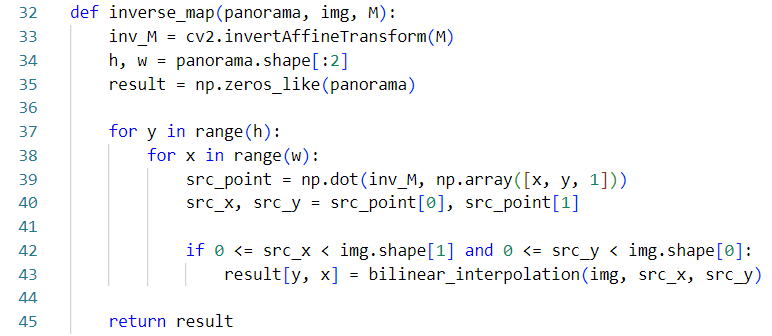 32 def inverse_map(panorama, img, M):
33     inv_M = cv2.invertAffineTransform(M)
34     h, w = panorama.shape[:2]
35     result = np.zeros_like(panorama)
36
37     for y in range(h):
38         for x in range(w):
39             src_point = np.dot(inv_M, np.array([x, y, 1]))
40             src_x, src_y = src_point[0], src_point[1]
41
42             if 0 <= src_x < img.shape[1] and 0 <= src_y < img.shape[0]:
43                 result[y, x] = bilinear_interpolation(img, src_x, src_y)
44
45     return result